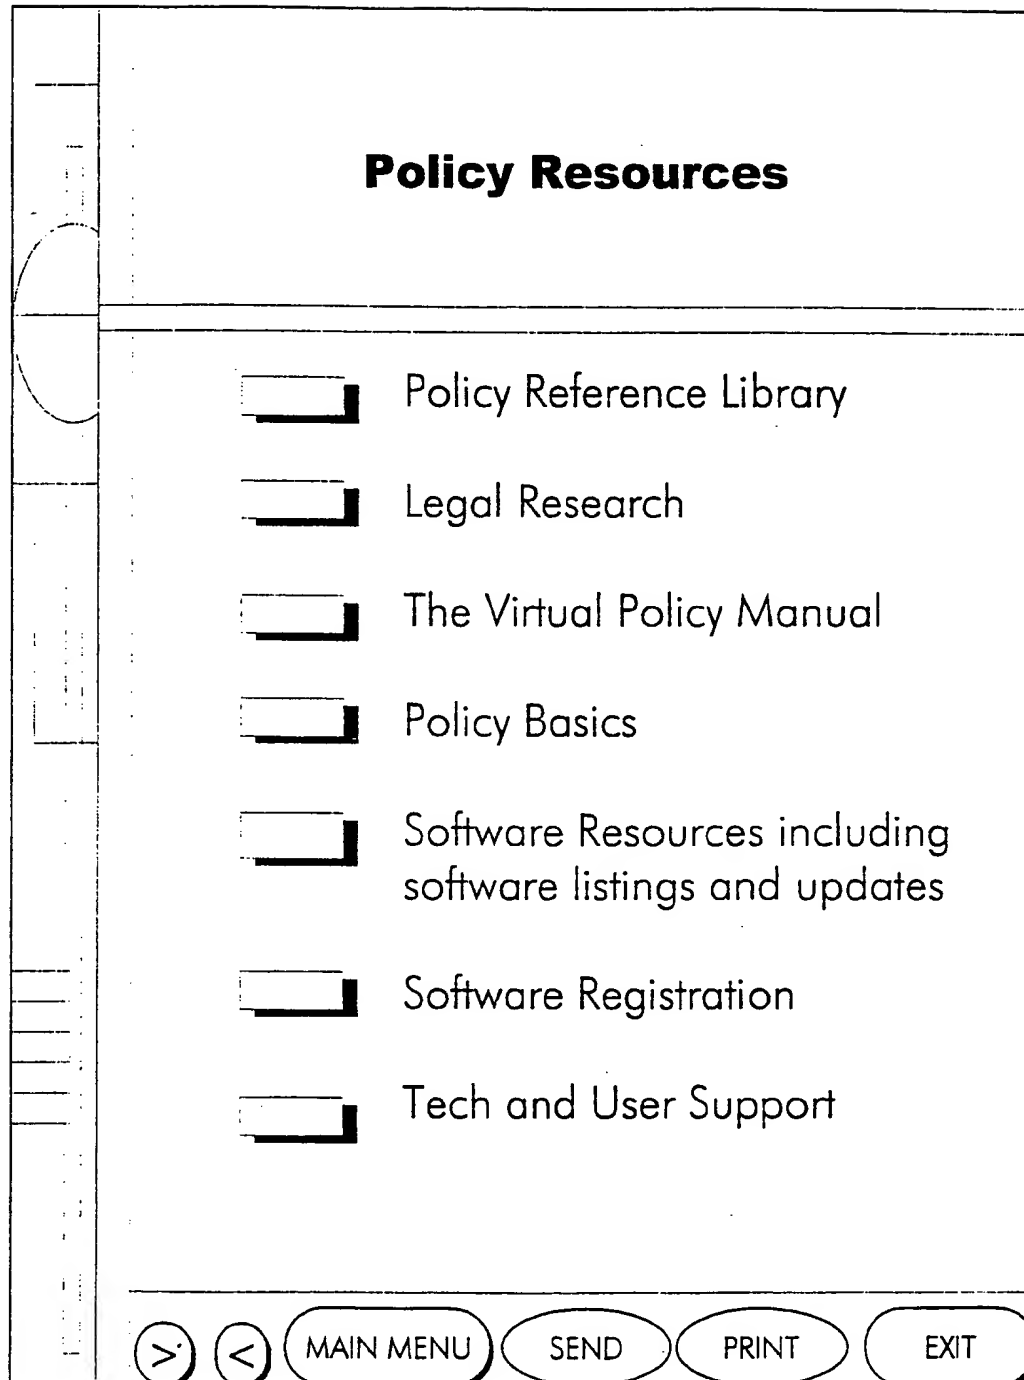 Policy Resources
Policy Reference Library
Legal Research
The Virtual Policy Manual
Policy Basics
Software Resources including
software listings and updates
Software Registration
Tech and User Support
> < MAIN MENU SEND PRINT EXIT